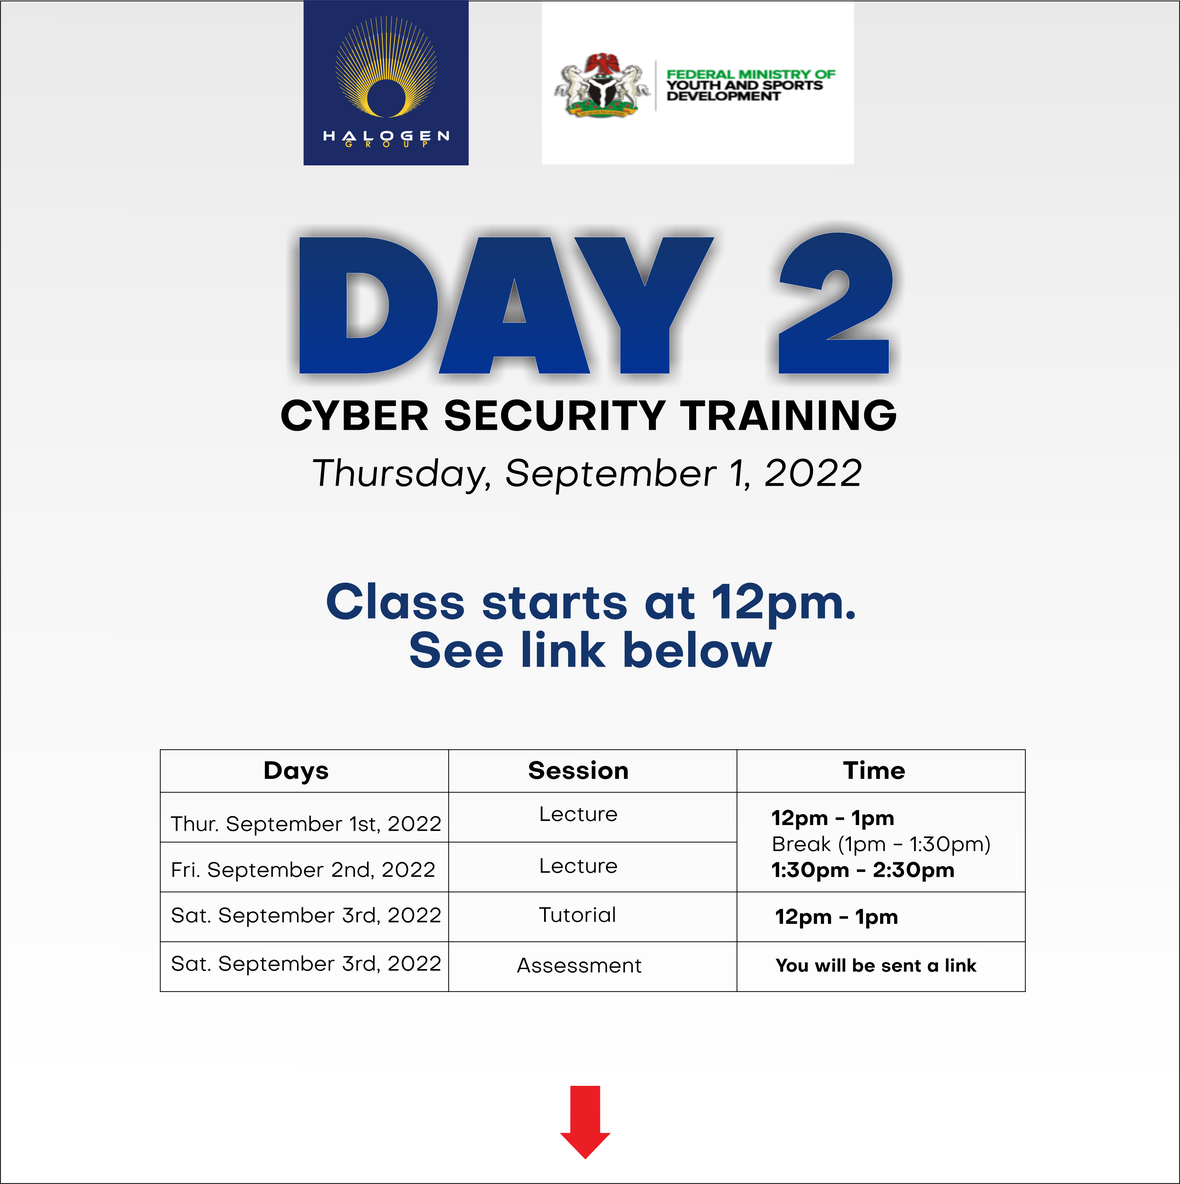 HALOGEN
GROUP
FEDERAL MINISTRY OF
YOUTH AND SPORTS
DEVELOPMENT
DAY 2
CYBER SECURITY TRAINING
Thursday, September 1, 2022
Class starts at 12pm.
See link below
Days Session Time
Thur. September 1st, 2022 Lecture 12pm - 1pm
Break (1pm - 1:30pm)
Fri. September 2nd, 2022 Lecture 1:30pm - 2:30pm
Sat. September 3rd, 2022 Tutorial 12pm - 1pm
Sat. September 3rd, 2022 Assessment You will be sent a link